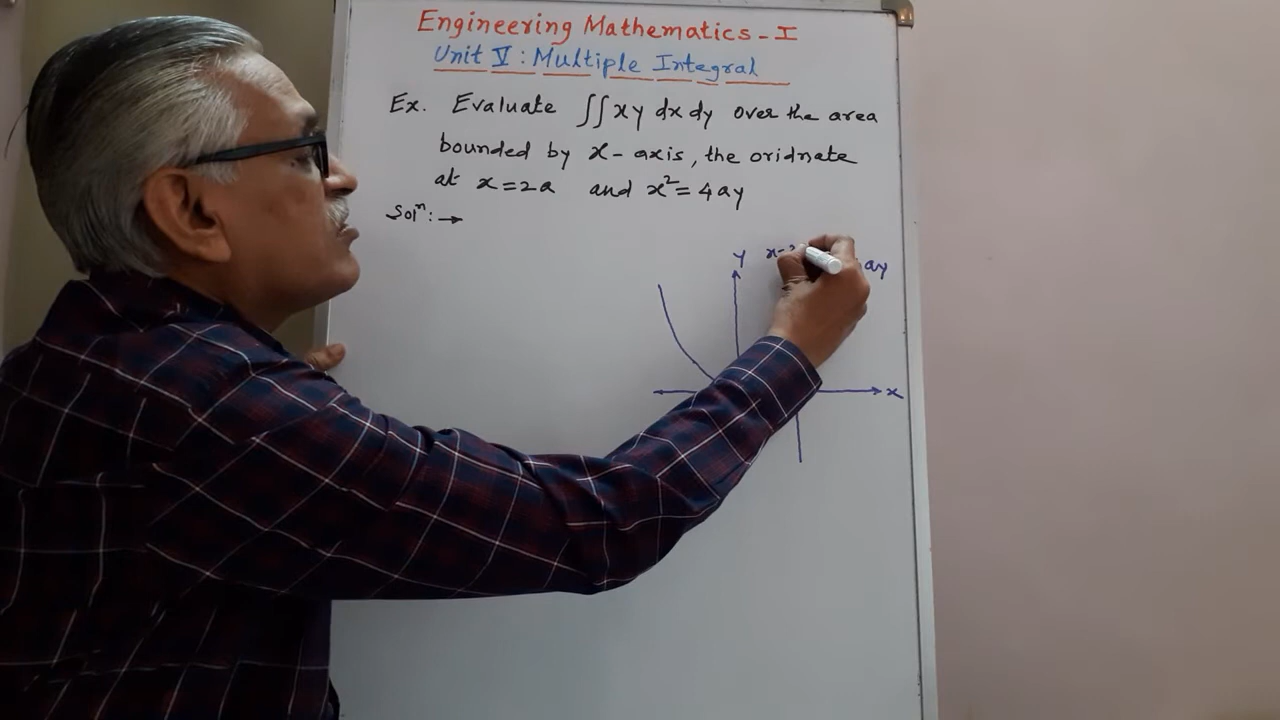 Engineering Mathematics - I
Unit V : Multiple Integral
Ex. Evaluate ∬ xy dx dy over the area
bounded by x - axis, the oridnate
at x = 2a and x² = 4ay
Solⁿ: →
y x= ay
x